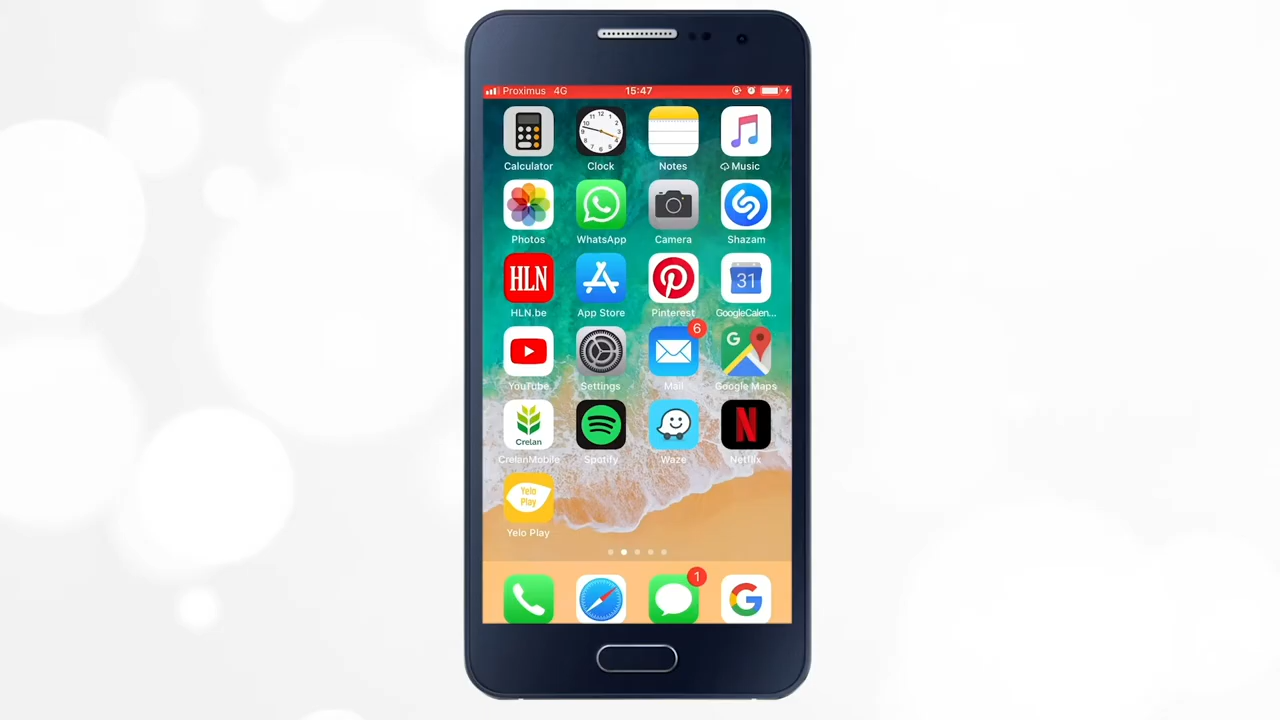 Proximus 4G 15:47
Calculator Clock Notes Music
Photos WhatsApp Camera Shazam
HLN 31
HLN.be App Store Pinterest GoogleCalen...
6
G
YouTube Settings Mail Google Maps
Crelan
CrelanMobile Spotify Waze Netflix
Yelo
Play
Yelo Play
1